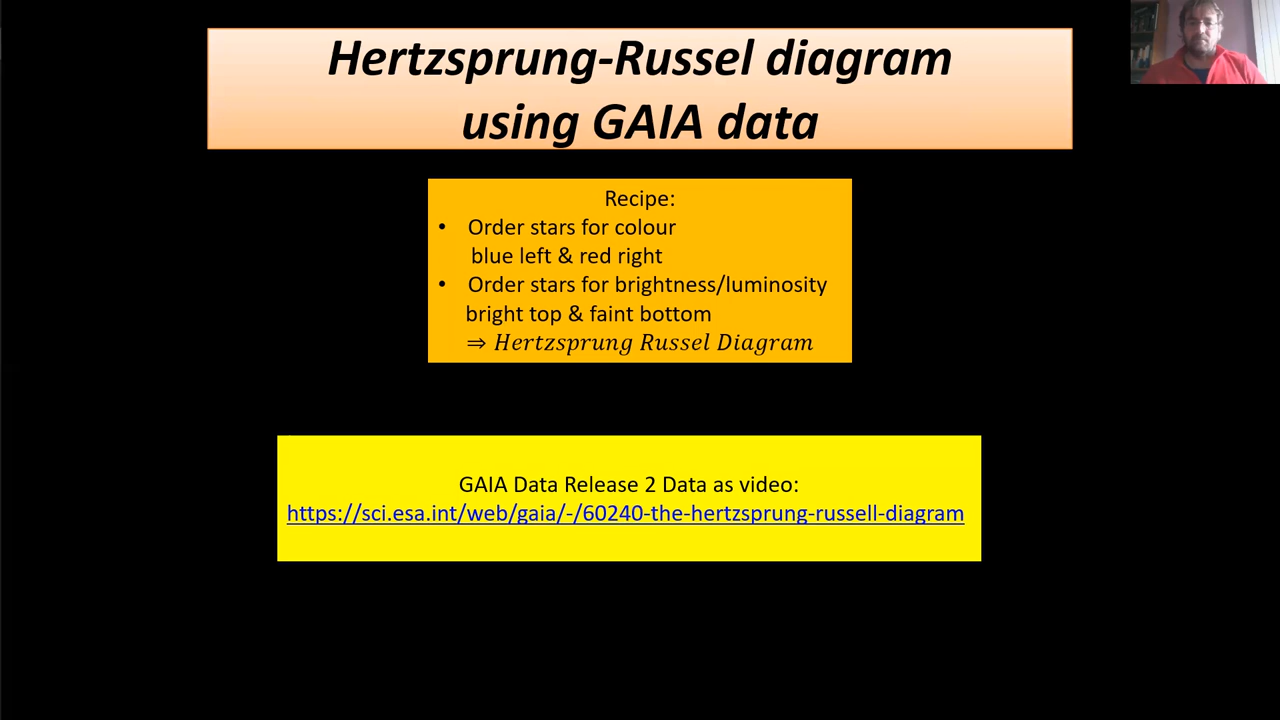 Hertzsprung-Russel diagram
using GAIA data
Recipe:
• Order stars for colour
blue left & red right
• Order stars for brightness/luminosity
bright top & faint bottom
⇒ Hertzsprung Russel Diagram
GAIA Data Release 2 Data as video:
https://sci.esa.int/web/gaia/-/60240-the-hertzsprung-russell-diagram